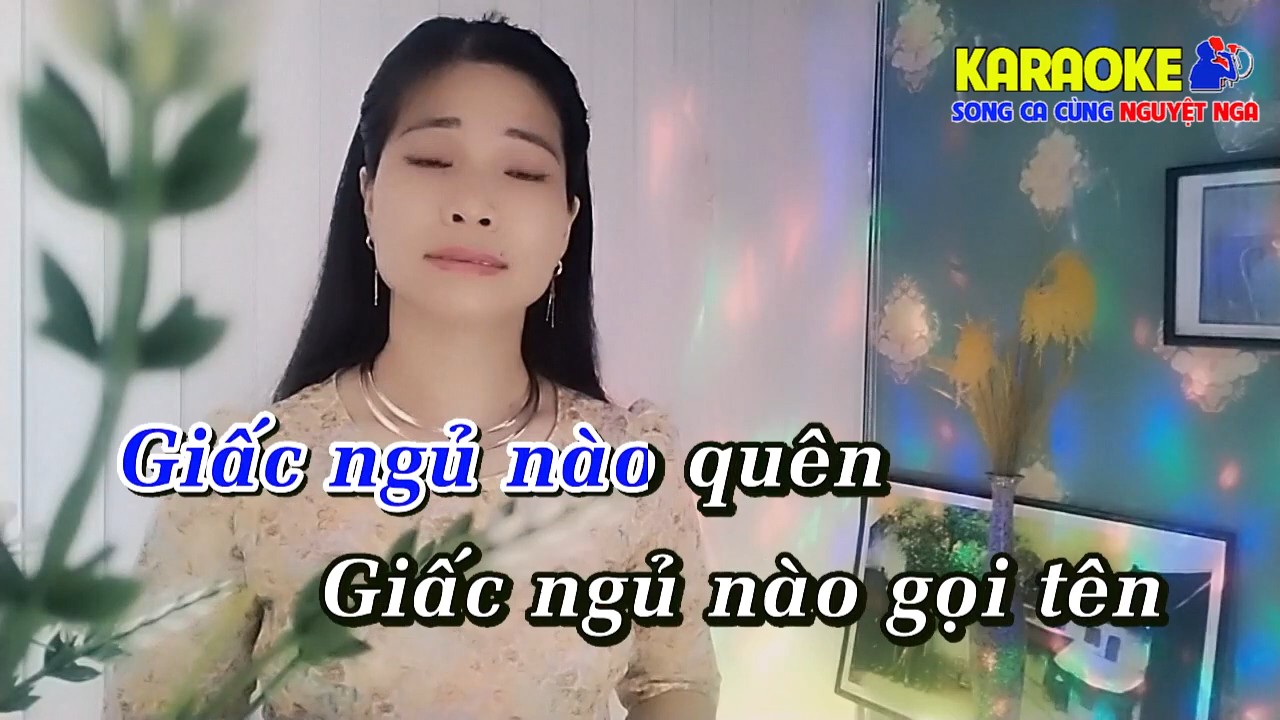 KARAOKE
SONG CA CÙNG NGUYỆT NGA
Giấc ngủ nào quên
Giấc ngủ nào gọi tên